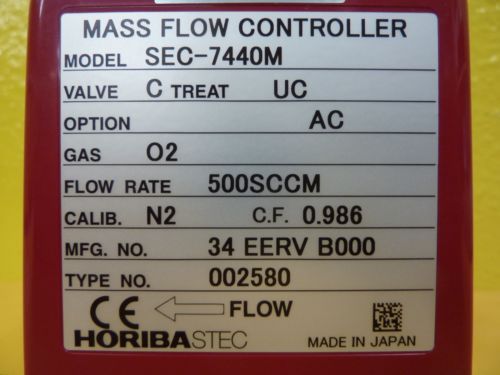 MASS FLOW CONTROLLER
MODEL SEC-7440M
VALVE C TREAT UC
OPTION AC
GAS O2
FLOW RATE 500SCCM
CALIB. N2 C.F. 0.986
MFG. NO. 34 EERV B000
TYPE NO. 002580
CE FLOW
HORIBASTEC MADE IN JAPAN